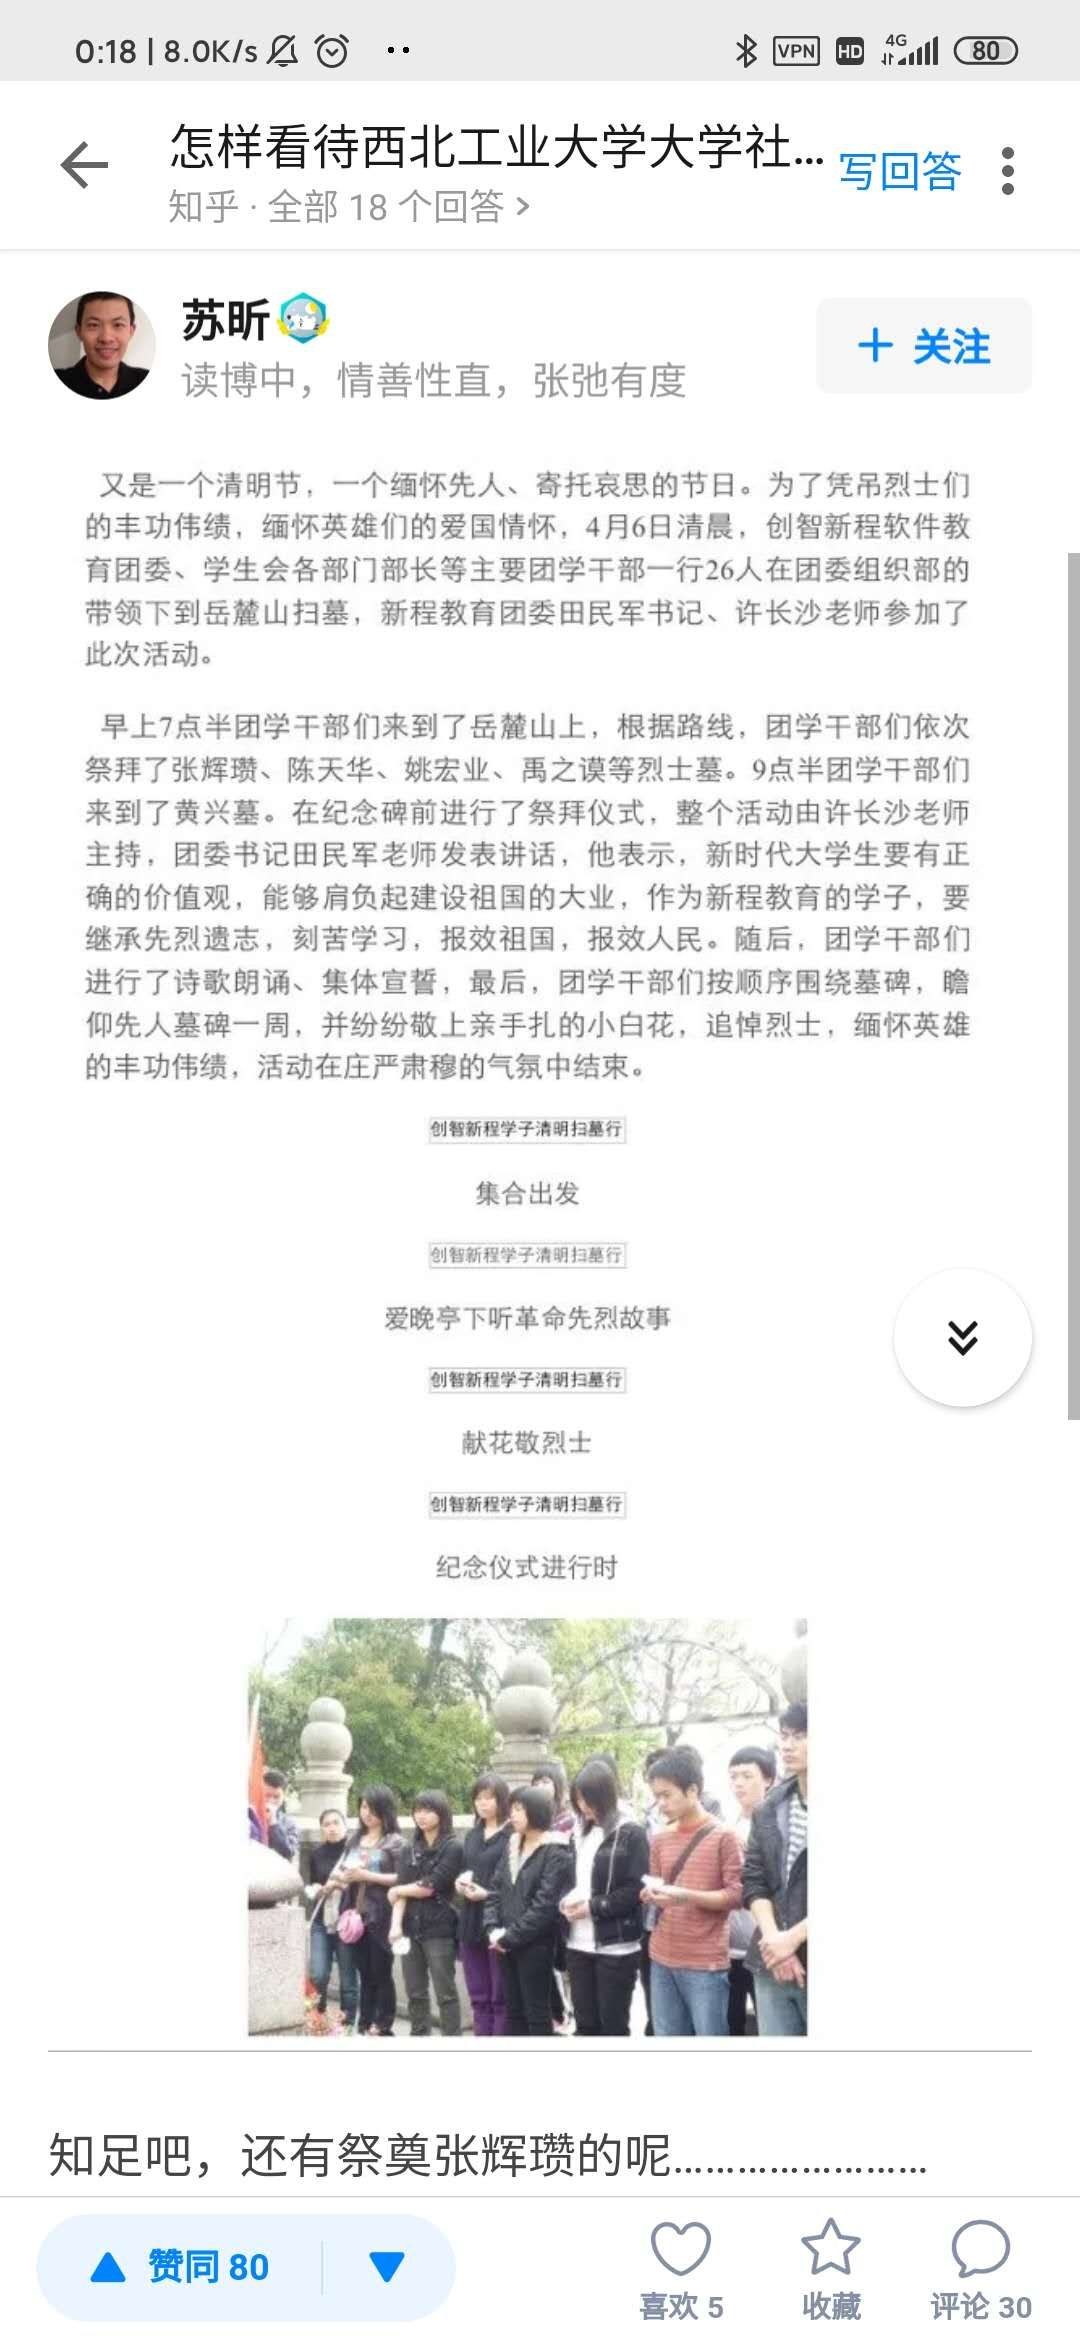 0:18 | 8.0K/s
VPN HD 4G 80
怎样看待西北工业大学大学社...
写回答
知乎 · 全部 18 个回答 >
苏昕
读博中，情善性直，张弛有度
+ 关注
又是一个清明节，一个缅怀先人、寄托哀思的节日。为了凭吊烈士们
的丰功伟绩，缅怀英雄们的爱国情怀，4月6日清晨，创智新程软件教
育团委、学生会各部门部长等主要团学干部一行26人在团委组织部的
带领下到岳麓山扫墓，新程教育团委田民军书记、许长沙老师参加了
此次活动。
早上7点半团学干部们来到了岳麓山上，根据路线，团学干部们依次
祭拜了张辉瓒、陈天华、姚宏业、禹之谟等烈士墓。9点半团学干部们
来到了黄兴墓。在纪念碑前进行了祭拜仪式，整个活动由许长沙老师
主持，团委书记田民军老师发表讲话，他表示，新时代大学生要有正
确的价值观，能够肩负起建设祖国的大业，作为新程教育的学子，要
继承先烈遗志，刻苦学习，报效祖国，报效人民。随后，团学干部们
进行了诗歌朗诵、集体宣誓，最后，团学干部们按顺序围绕墓碑，瞻
仰先人墓碑一周，并纷纷敬上亲手扎的小白花，追悼烈士，缅怀英雄
的丰功伟绩，活动在庄严肃穆的气氛中结束。
创智新程学子清明扫墓行
集合出发
创智新程学子清明扫墓行
爱晚亭下听革命先烈故事
创智新程学子清明扫墓行
献花敬烈士
创智新程学子清明扫墓行
纪念仪式进行时
知足吧，还有祭奠张辉瓒的呢........................
赞同 80
喜欢 5
收藏
评论 30